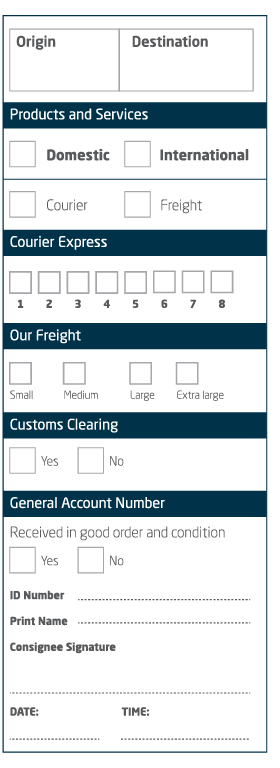 Origin Destination
Products and Services
Domestic International
Courier Freight
Courier Express
1 2 3 4 5 6 7 8
Our Freight
Small Medium Large Extra large
Customs Clearing
Yes No
General Account Number
Received in good order and condition
Yes No
ID Number
Print Name
Consignee Signature
DATE: TIME: